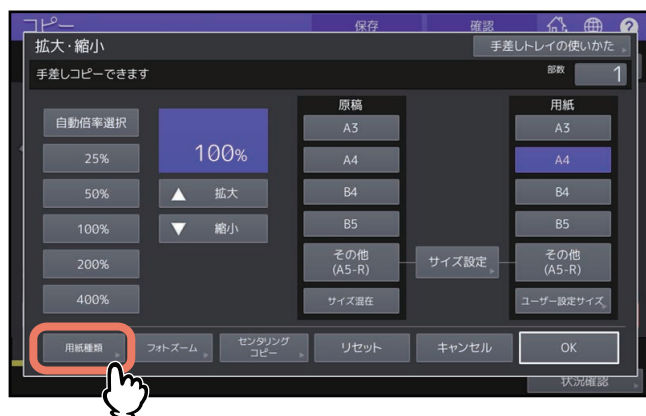 コピー
保存
確認
?
拡大・縮小
手差しトレイの使いかた
手差しコピーできます
部数
1
自動倍率選択
25%
50%
100%
200%
400%
100%
拡大
縮小
原稿
A3
A4
B4
B5
その他
(A5-R)
サイズ混在
サイズ設定
用紙
A3
A4
B4
B5
その他
(A5-R)
ユーザー設定サイズ
用紙種類
フォトズーム
センタリング
コピー
リセット
キャンセル
OK
状況確認